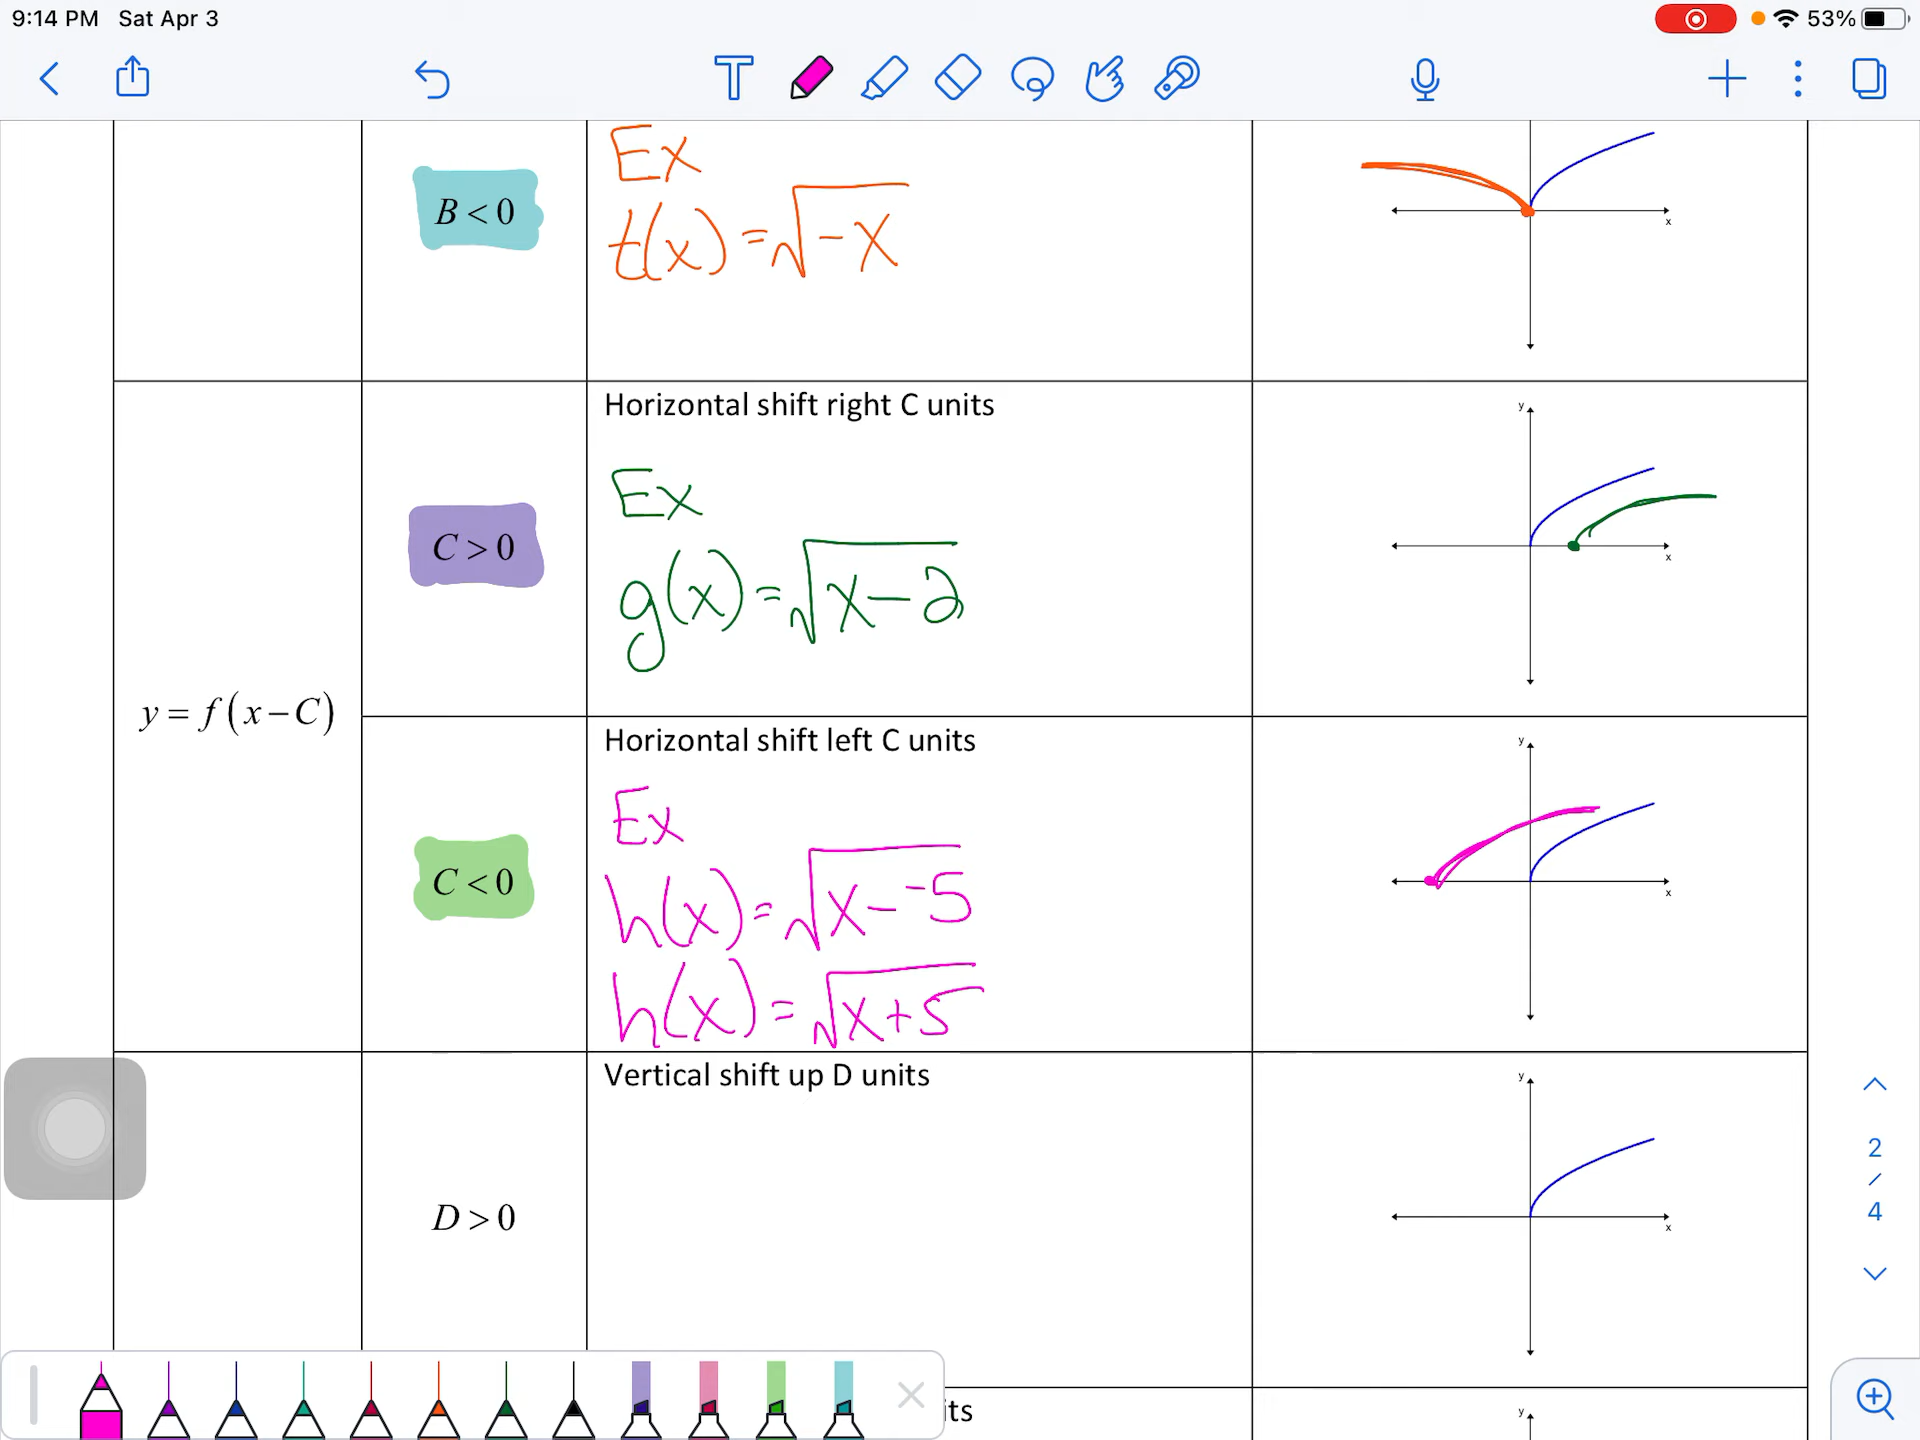 9:14 PM Sat Apr 3
53%
Ex
B < 0
t(x) = √-x
x
Horizontal shift right C units
y
Ex
C > 0
g(x) = √x-2
x
y = f(x-C)
Horizontal shift left C units
y
Ex
C < 0
h(x) = √x- -5
x
h(x) = √x+5
Vertical shift up D units
y
D > 0
x
2
/
4
its
y